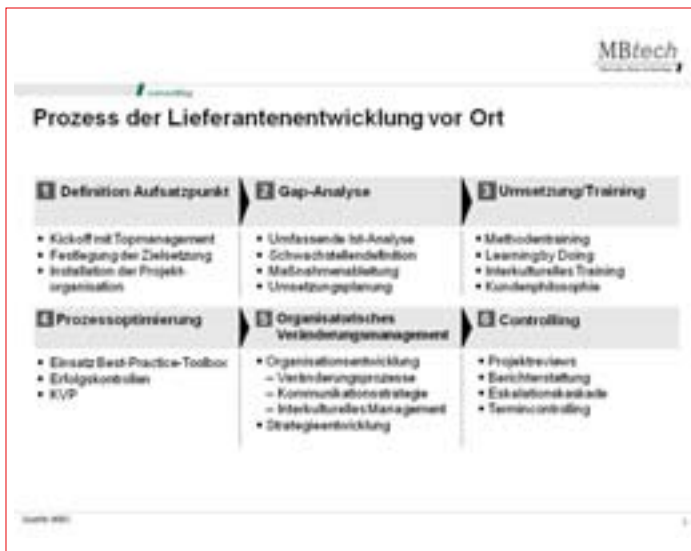 MBtech
consulting
Prozess der Lieferantenentwicklung vor Ort
1 Definition Aufsatzpunkt
• Kickoff mit Topmanagement
• Festlegung der Zielsetzung
• Installation der Projekt-
organisation
2 Gap-Analyse
• Umfassende Ist-Analyse
• Schwachstellendefinition
• Maßnahmenableitung
• Umsetzungsplanung
3 Umsetzung/Training
• Methodentraining
• Learning by Doing
• Interkulturelles Training
• Kundenphilosophie
4 Prozessoptimierung
• Einsatz Best-Practice-Toolbox
• Erfolgskontrollen
• KVP
5 Organisatorisches
Veränderungsmanagement
• Organisationsentwicklung
– Veränderungsprozesse
– Kommunikationsstrategie
– Interkulturelles Management
• Strategieentwicklung
6 Controlling
• Projektreviews
• Berichterstattung
• Eskalationskaskade
• Termincontrolling